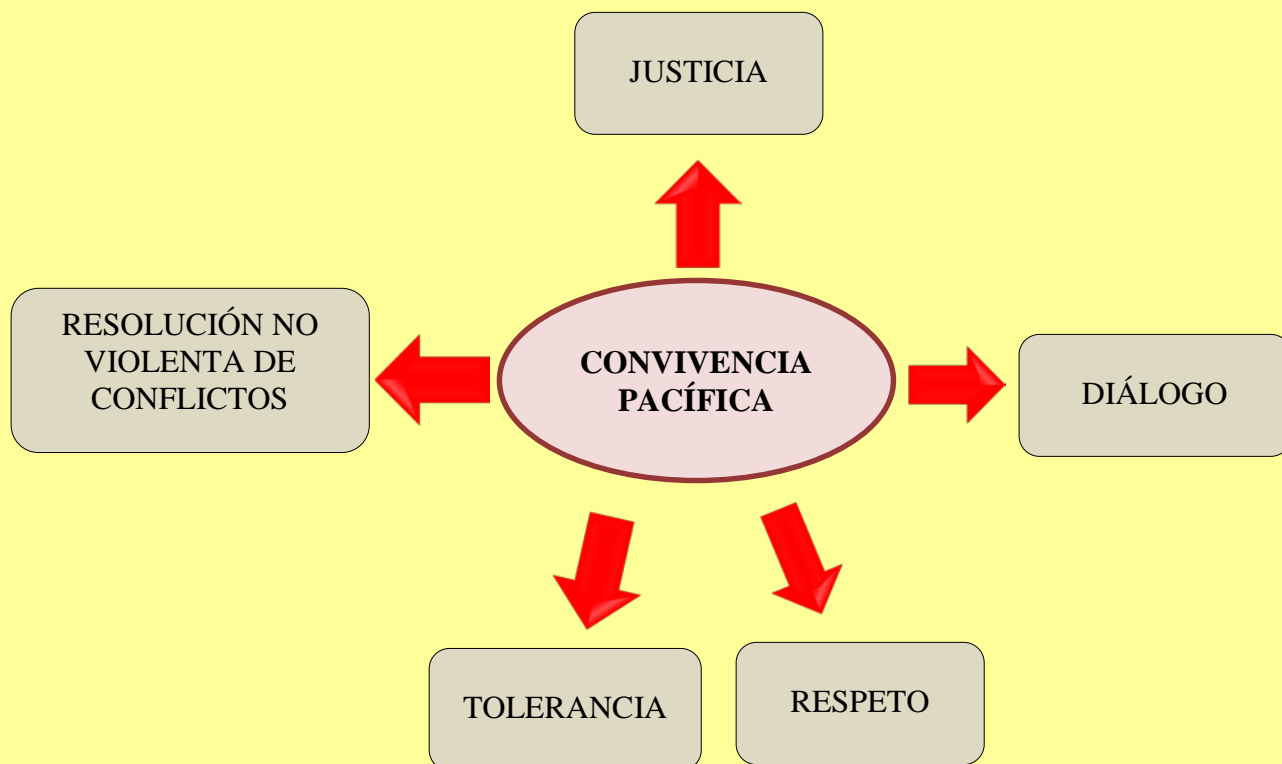 JUSTICIA
RESOLUCIÓN NO
VIOLENTA DE
CONFLICTOS
CONVIVENCIA
PACÍFICA
DIÁLOGO
TOLERANCIA
RESPETO